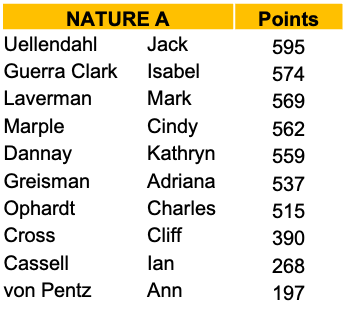 NATURE A Points
Uellendahl Jack 595
Guerra Clark Isabel 574
Laverman Mark 569
Marple Cindy 562
Dannay Kathryn 559
Greisman Adriana 537
Ophardt Charles 515
Cross Cliff 390
Cassell Ian 268
von Pentz Ann 197